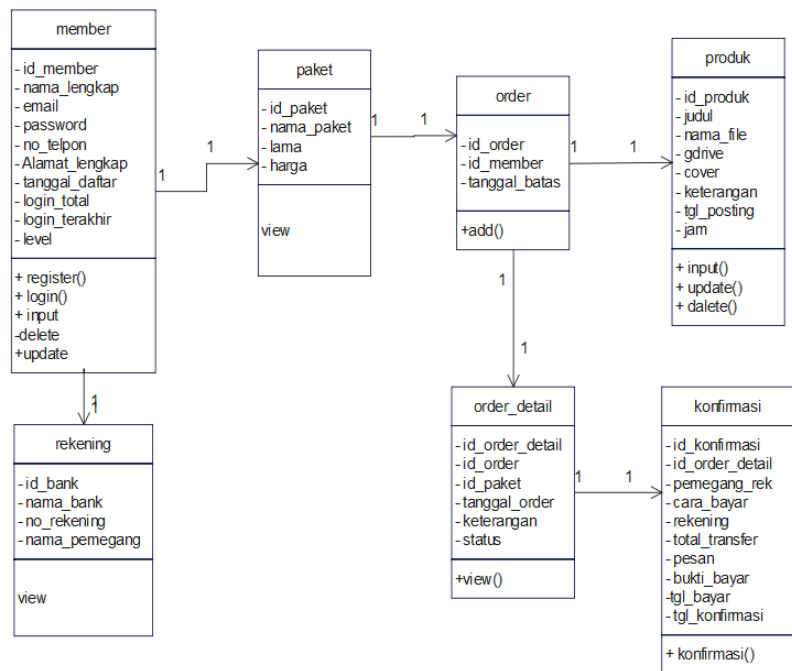 member
- id_member
- nama_lengkap
- email
- password
- no_telpon
- Alamat_lengkap
- tanggal_daftar
- login_total
- login_terakhir
- level
+ register()
+ login()
+ input
-delete
+update
1
1
paket
- id_paket
- nama_paket
- lama
- harga
view
1
1
order
- id_order
- id_member
- tanggal_batas
+add()
1
1
produk
- id_produk
- judul
- nama_file
- gdrive
- cover
- keterangan
- tgl_posting
- jam
+ input()
+ update()
+ dalete()
1
1
1
1
rekening
- id_bank
- nama_bank
- no_rekening
- nama_pemegang
view
order_detail
- id_order_detail
- id_order
- id_paket
- tanggal_order
- keterangan
- status
+view()
1
1
konfirmasi
- id_konfirmasi
- id_order_detail
- pemegang_rek
- cara_bayar
- rekening
- total_transfer
- pesan
- bukti_bayar
-tgl_bayar
- tgl_konfirmasi
+ konfirmasi()